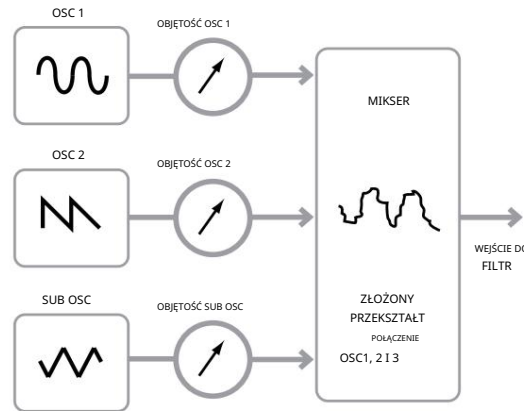 OSC 1
OBJĘTOŚĆ OSC 1
MIKSER
OSC 2
OBJĘTOŚĆ OSC 2
WEJŚCIE DO
FILTR
SUB OSC
OBJĘTOŚĆ SUB OSC
ZŁOŻONY
PRZEKSZTAŁT
POŁĄCZENIE
OSC1, 2 I 3